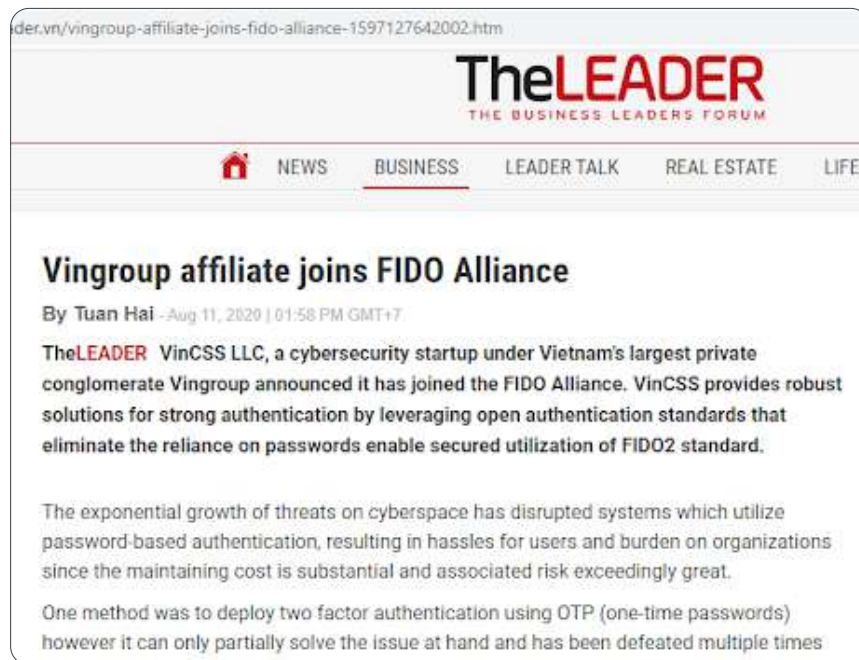 der.vn/vingroup-affiliate-joins-fido-alliance-1597127642002.htm
TheLEADER
THE BUSINESS LEADERS FORUM
NEWS BUSINESS LEADER TALK REAL ESTATE LIFE
Vingroup affiliate joins FIDO Alliance
By Tuan Hai - Aug 11, 2020 | 01:58 PM GMT+7
TheLEADER VinCSS LLC, a cybersecurity startup under Vietnam's largest private
conglomerate Vingroup announced it has joined the FIDO Alliance. VinCSS provides robust
solutions for strong authentication by leveraging open authentication standards that
eliminate the reliance on passwords enable secured utilization of FIDO2 standard.
The exponential growth of threats on cyberspace has disrupted systems which utilize
password-based authentication, resulting in hassles for users and burden on organizations
since the maintaining cost is substantial and associated risk exceedingly great.
One method was to deploy two factor authentication using OTP (one-time passwords)
however it can only partially solve the issue at hand and has been defeated multiple times